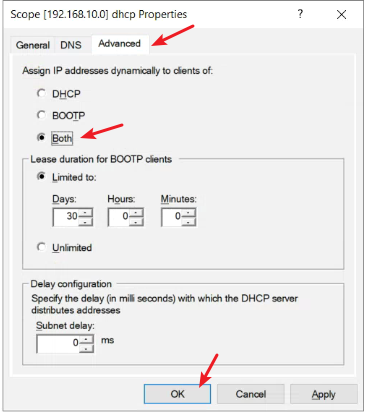 Scope [192.168.10.0] dhcp Properties ? ×
General DNS Advanced
Assign IP addresses dynamically to clients of:
DHCP
BOOTP
Both
Lease duration for BOOTP clients
Limited to:
Days: Hours: Minutes:
30 0 0
Unlimited
Delay configuration
Specify the delay (in milli seconds) with which the DHCP server
distributes addresses
Subnet delay:
0 ms
OK Cancel Apply